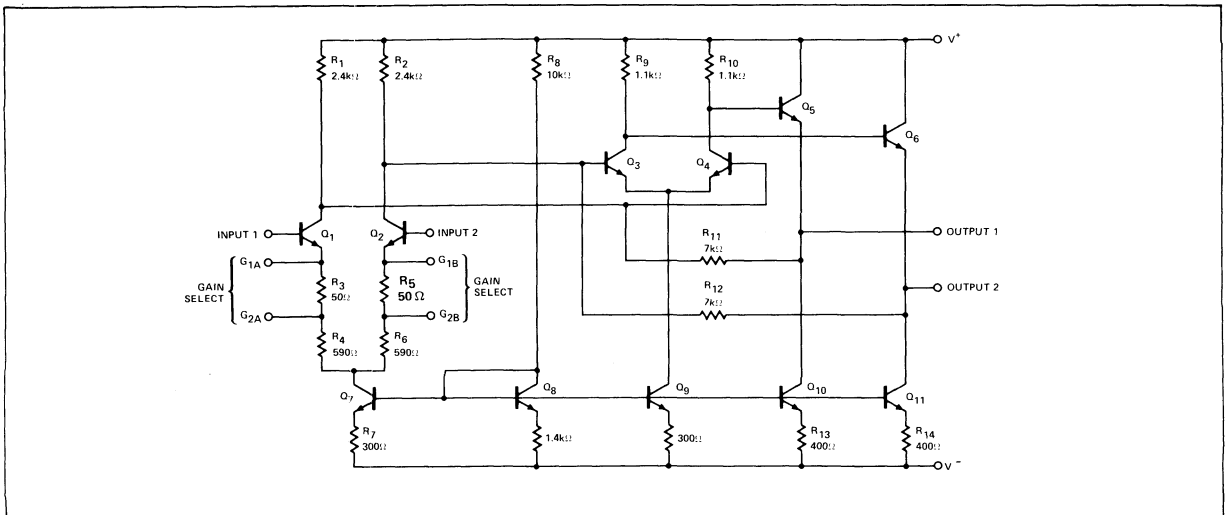 V+
R1
2.4kΩ
R2
2.4kΩ
R8
10kΩ
R9
1.1kΩ
R10
1.1kΩ
Q5
Q6
Q3
Q4
INPUT 1
Q1
Q2
INPUT 2
R11
7kΩ
OUTPUT 1
G1A
G1B
GAIN
SELECT
R3
50Ω
R5
50Ω
GAIN
SELECT
R12
7kΩ
OUTPUT 2
G2A
G2B
R4
590Ω
R6
590Ω
Q7
Q8
Q9
Q10
Q11
R7
300Ω
1.4kΩ
300Ω
R13
400Ω
R14
400Ω
V-